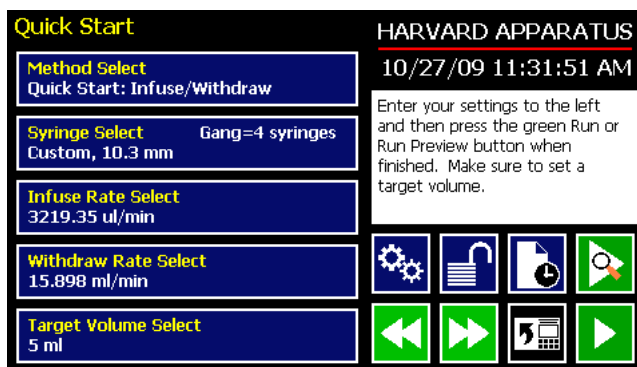 Quick Start
Method Select
Quick Start: Infuse/Withdraw
Syringe Select Gang=4 syringes
Custom, 10.3 mm
Infuse Rate Select
3219.35 ul/min
Withdraw Rate Select
15.898 ml/min
Target Volume Select
5 ml
HARVARD APPARATUS
10/27/09 11:31:51 AM
Enter your settings to the left
and then press the green Run or
Run Preview button when
finished. Make sure to set a
target volume.